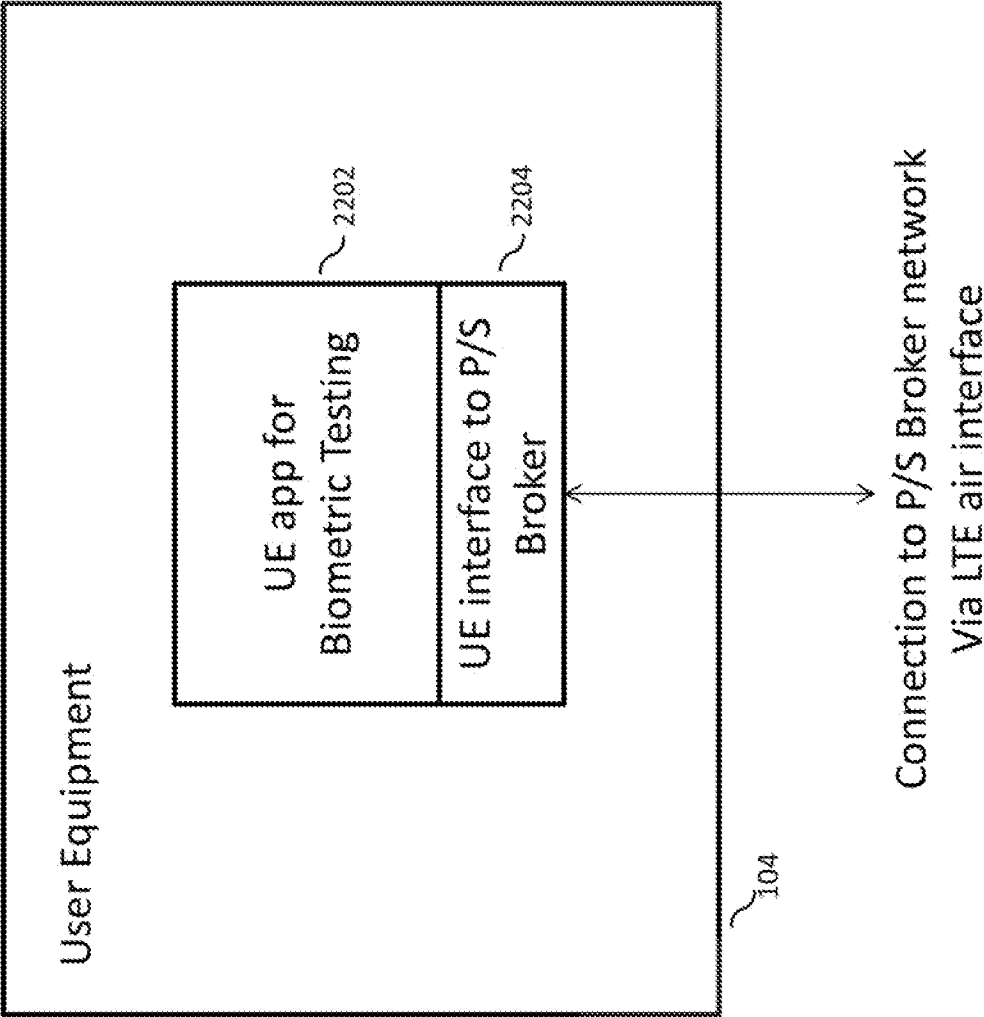 User Equipment
UE app for
Biometric Testing
2202
UE interface to P/S
Broker
2204
104
Connection to P/S Broker network
Via LTE air interface